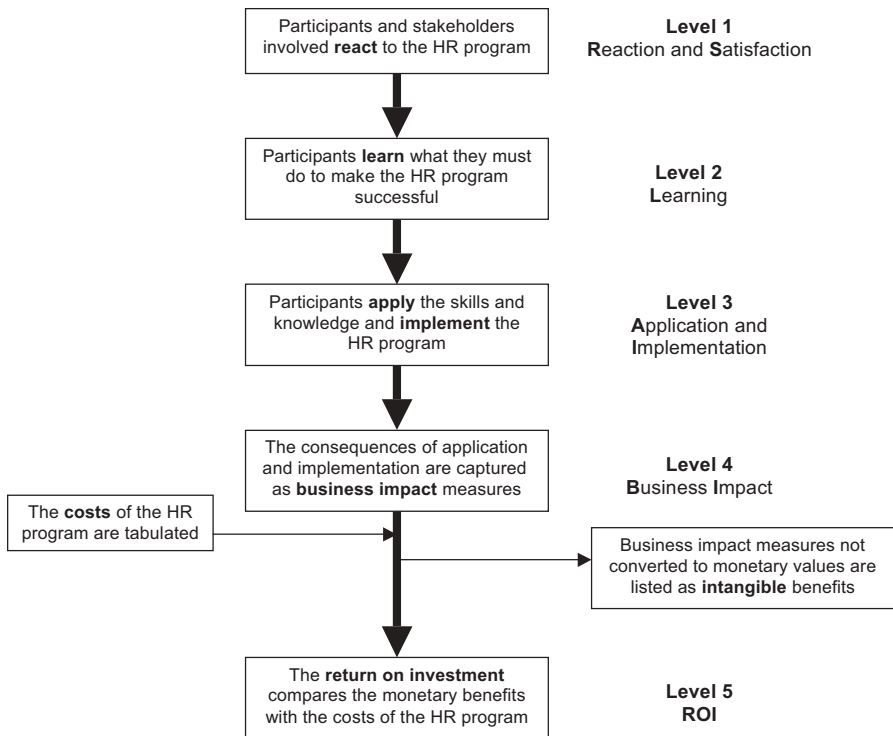 Participants and stakeholders
involved react to the HR program
Level 1
Reaction and Satisfaction
Participants learn what they must
do to make the HR program
successful
Level 2
Learning
Participants apply the skills and
knowledge and implement the
HR program
Level 3
Application and
Implementation
The consequences of application
and implementation are captured
as business impact measures
Level 4
Business Impact
The costs of the HR
program are tabulated
Business impact measures not
converted to monetary values are
listed as intangible benefits
The return on investment
compares the monetary benefits
with the costs of the HR program
Level 5
ROI